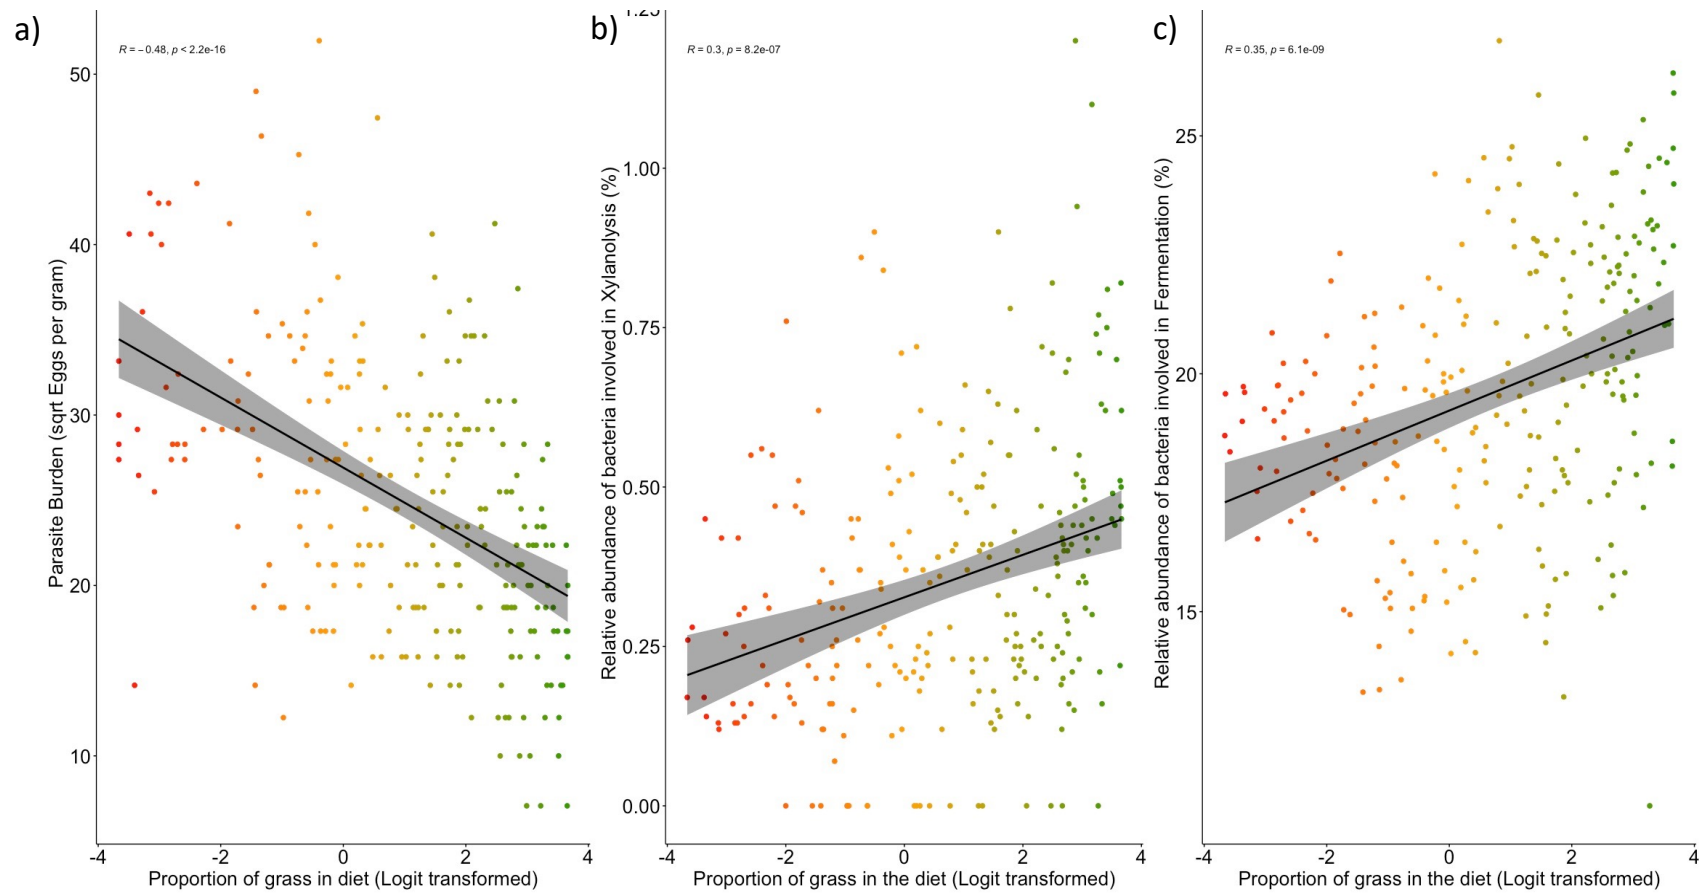 a)
R = −0.48, p < 2.2e-16
50
40
30
20
10
Parasite Burden (sqrt Eggs per gram)
-4 -2 0 2 4
Proportion of grass in diet (Logit transformed)
b)
R = 0.3, p = 8.2e-07
1.25
1.00
0.75
0.50
0.25
0.00
Relative abundance of bacteria involved in Xylanolysis (%)
-4 -2 0 2 4
Proportion of grass in the diet (Logit transformed)
c)
R = 0.35, p = 6.1e-09
25
20
15
Relative abundance of bacteria involved in Fermentation (%)
-4 -2 0 2 4
Proportion of grass in the diet (Logit transformed)